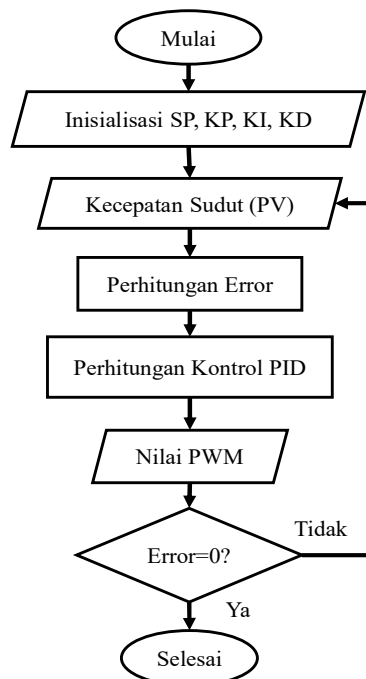 Mulai
Inisialisasi SP, KP, KI, KD
Kecepatan Sudut (PV)
Perhitungan Error
Perhitungan Kontrol PID
Nilai PWM
Tidak
Error=0?
Ya
Selesai